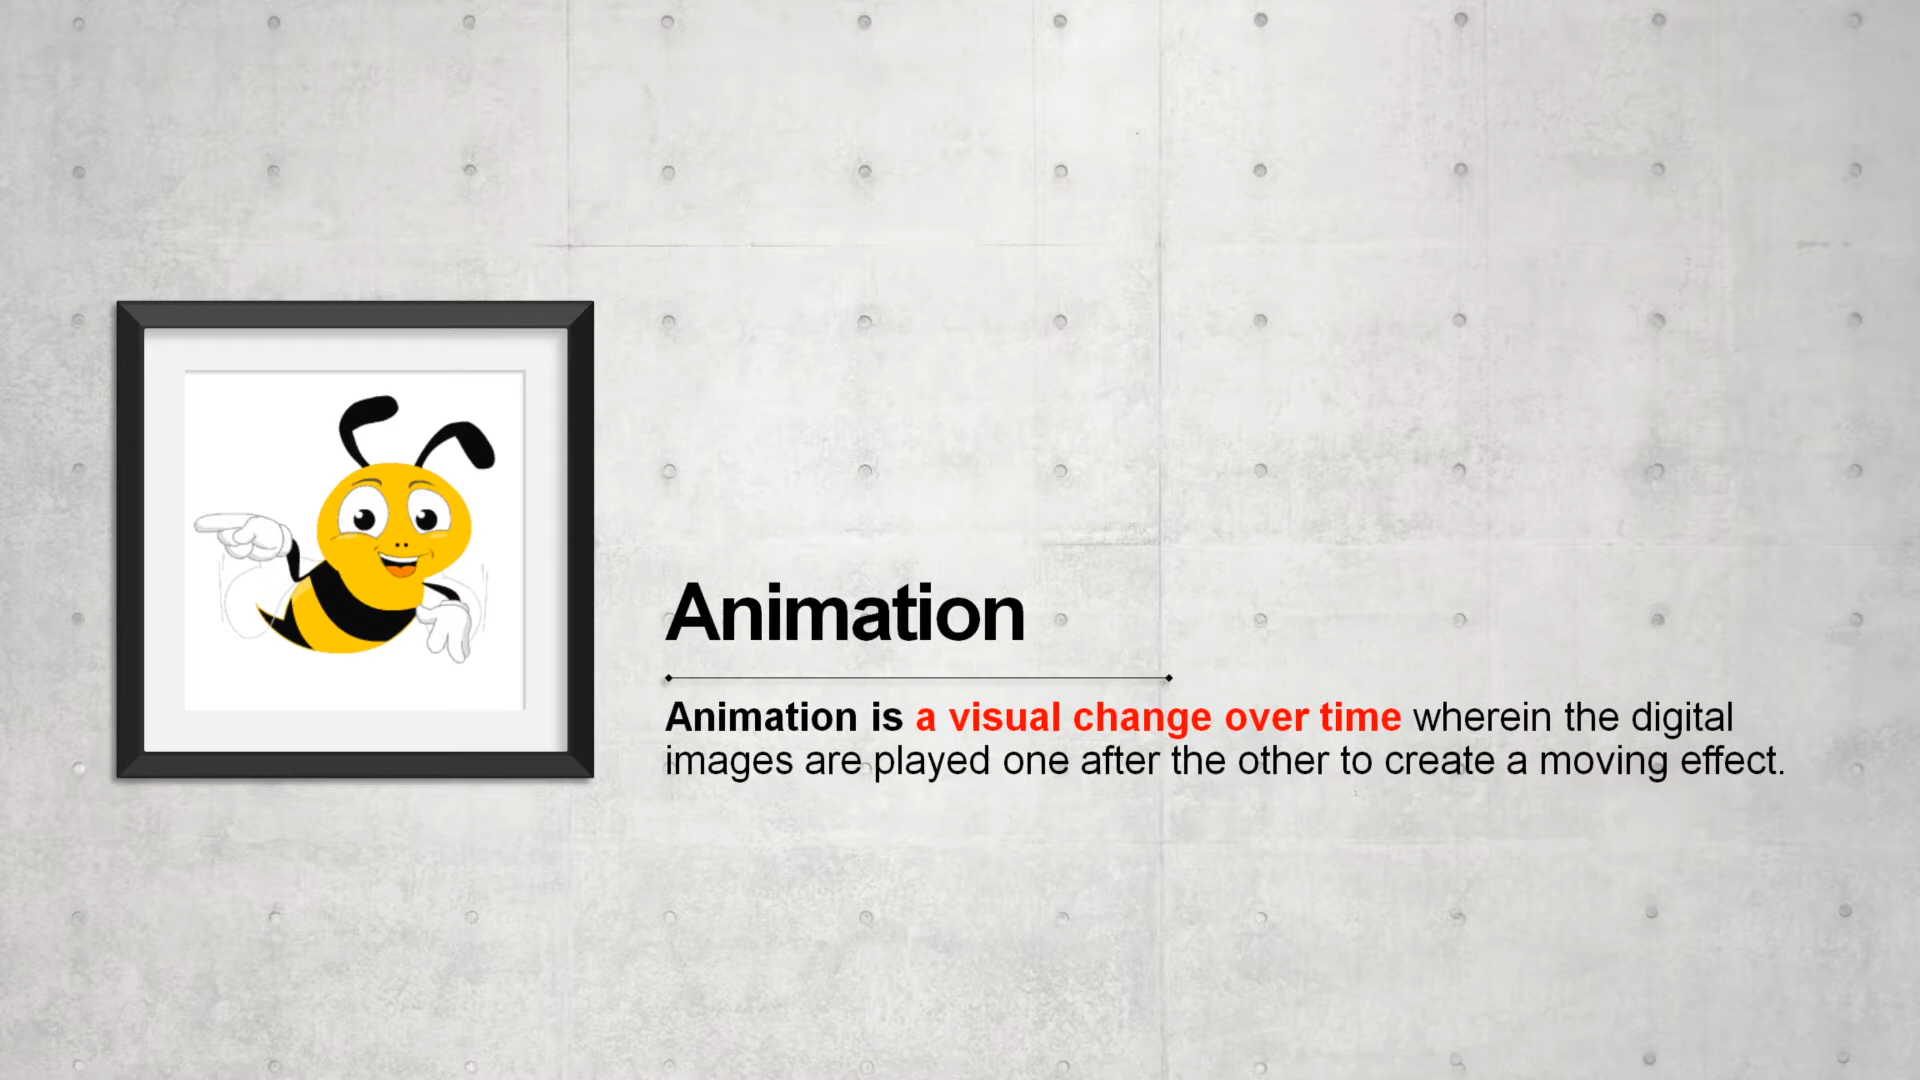 Animation
Animation is a visual change over time wherein the digital
images are played one after the other to create a moving effect.